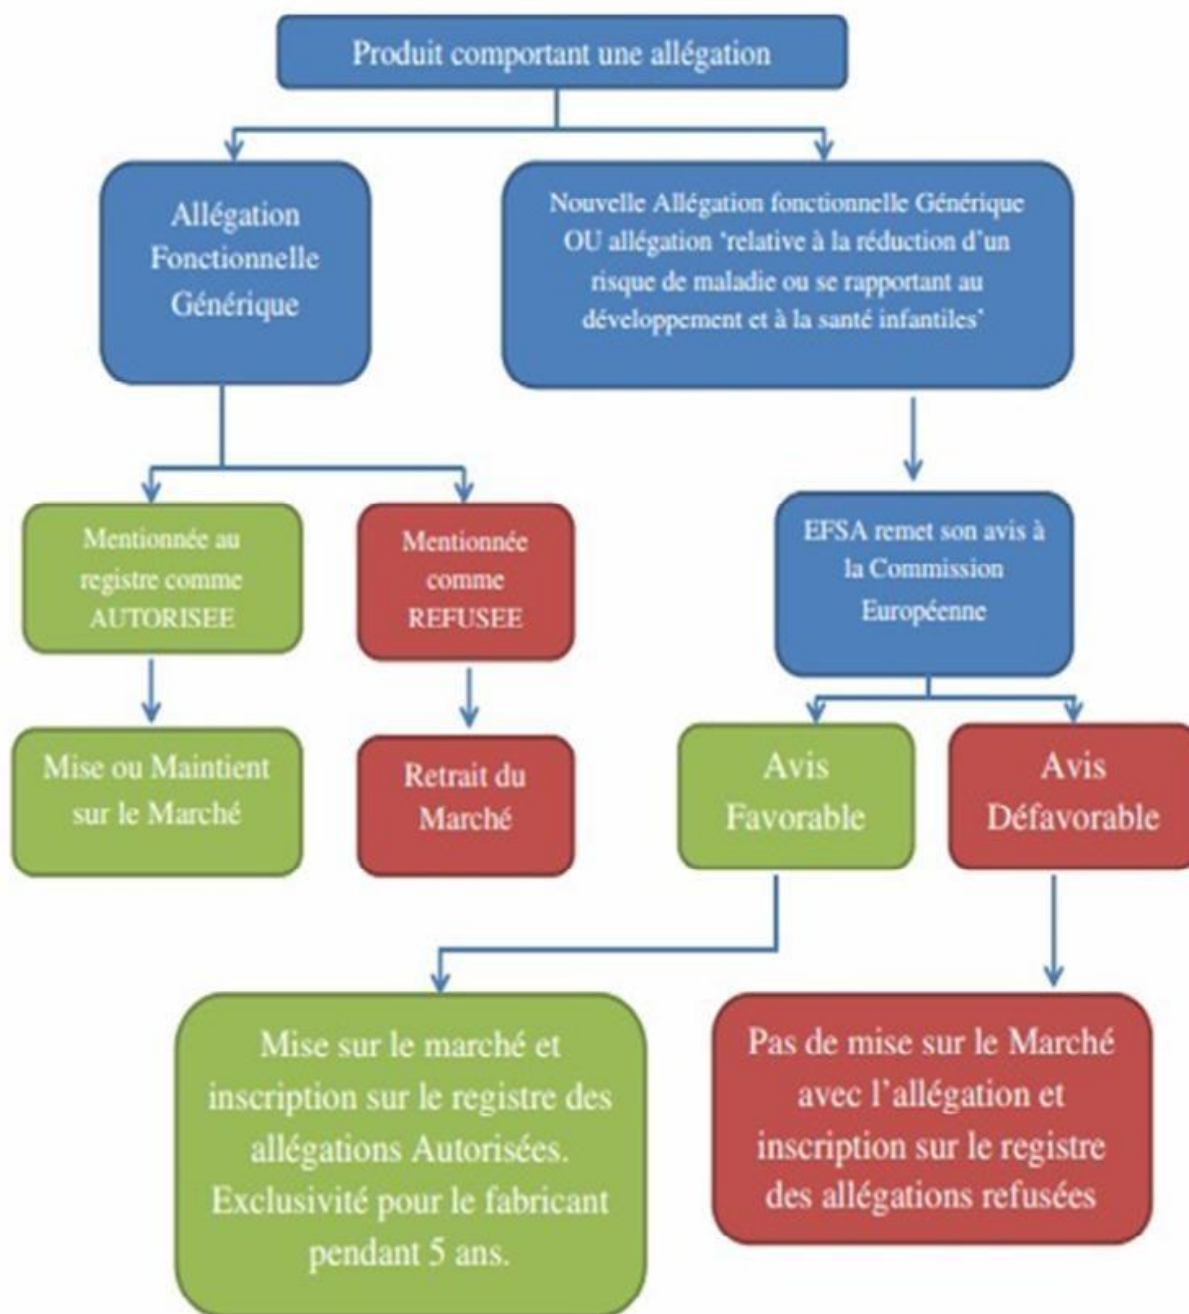 Produit comportant une allégation
Allégation
Fonctionnelle
Générique
Nouvelle Allégation fonctionnelle Générique
OU allégation ‘relative à la réduction d’un
risque de maladie ou se rapportant au
développement et à la santé infantiles’
Mentionnée au
registre comme
AUTORISEE
Mentionnée
comme
REFUSEE
EFSA remet son avis à
la Commission
Européenne
Mise ou Maintient
sur le Marché
Retrait du
Marché
Avis
Favorable
Avis
Défavorable
Mise sur le marché et
inscription sur le registre des
allégations Autorisées.
Exclusivité pour le fabricant
pendant 5 ans.
Pas de mise sur le Marché
avec l’allégation et
inscription sur le registre
des allégations refusées